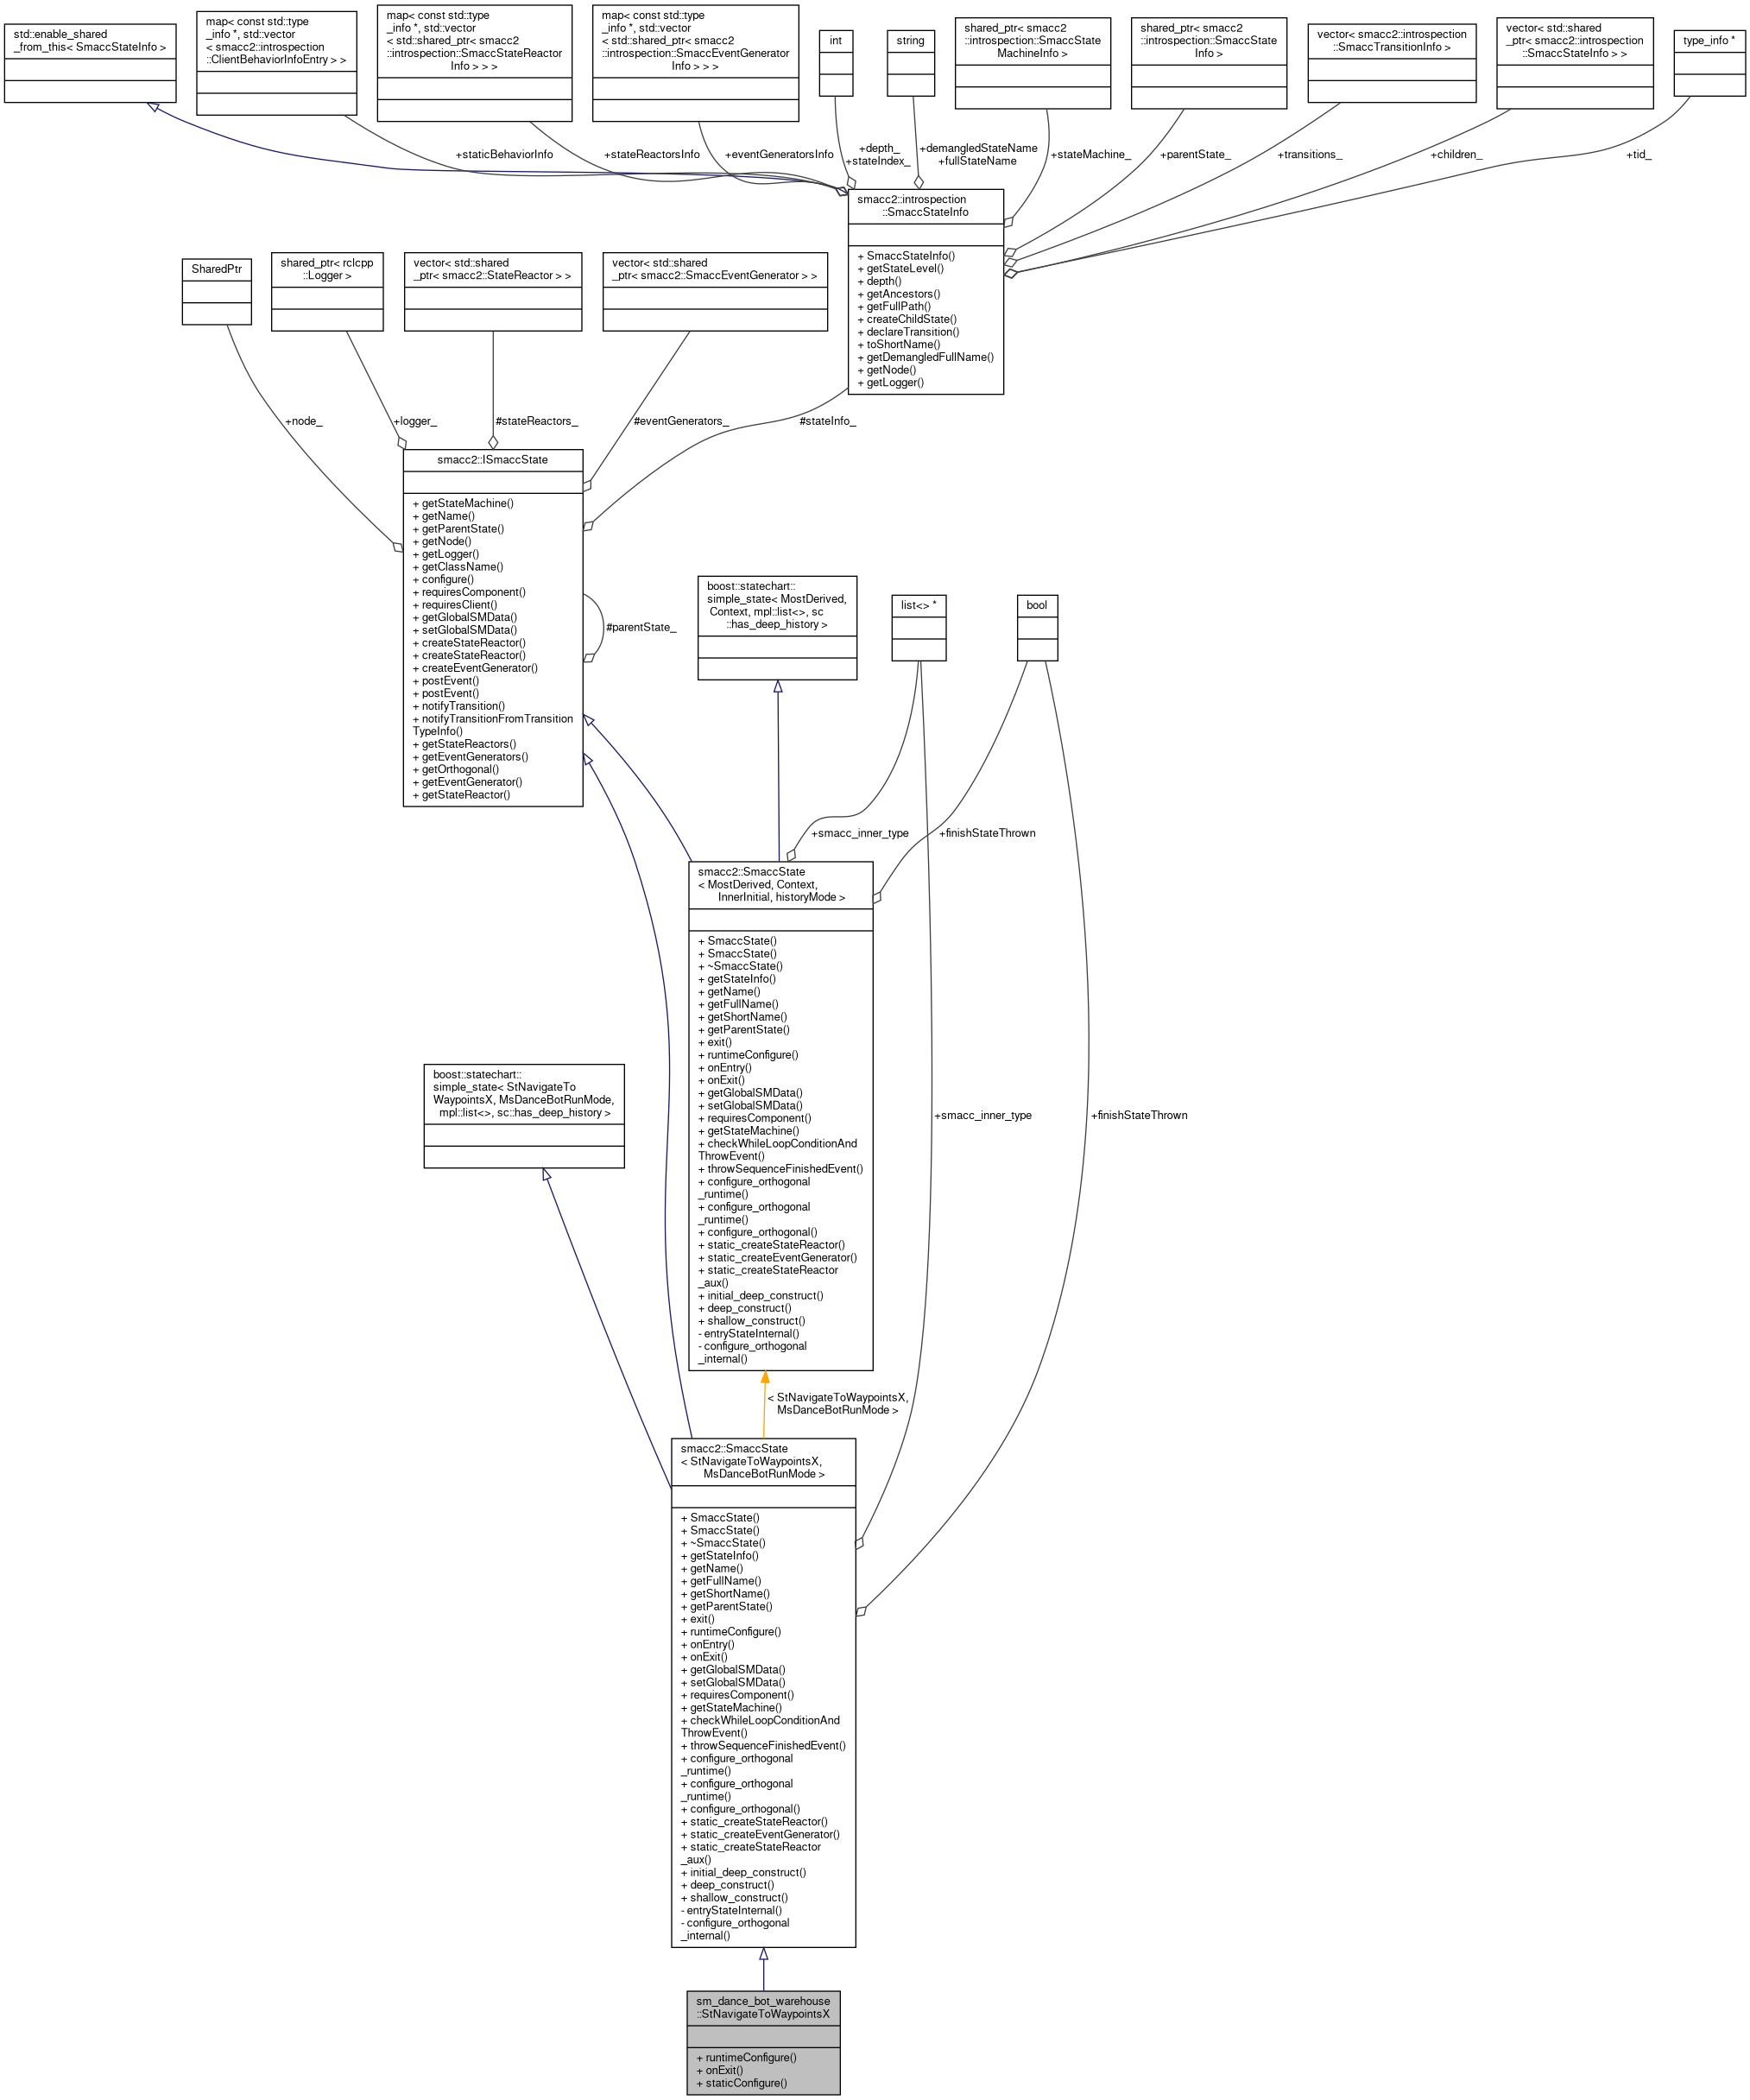 std::enable_shared
_from_this< SmaccStateInfo >
map< const std::type
_info *, std::vector
< smacc2::introspection
::ClientBehaviorInfoEntry > >
map< const std::type
_info *, std::vector
< std::shared_ptr< smacc2
::introspection::SmaccStateReactor
Info > > >
map< const std::type
_info *, std::vector
< std::shared_ptr< smacc2
::introspection::SmaccEventGenerator
Info > > >
int
string
shared_ptr< smacc2
::introspection::SmaccState
MachineInfo >
shared_ptr< smacc2
::introspection::SmaccState
Info >
vector< smacc2::introspection
::SmaccTransitionInfo >
vector< std::shared
_ptr< smacc2::introspection
::SmaccStateInfo > >
type_info *
+staticBehaviorInfo
+stateReactorsInfo
+eventGeneratorsInfo
+depth_
+stateIndex_
+demangledStateName
+fullStateName
+stateMachine_
+parentState_
+transitions_
+children_
+tid_
smacc2::introspection
::SmaccStateInfo
+ SmaccStateInfo()
+ getStateLevel()
+ depth()
+ getAncestors()
+ getFullPath()
+ createChildState()
+ declareTransition()
+ toShortName()
+ getDemangledFullName()
+ getNode()
+ getLogger()
SharedPtr
shared_ptr< rclcpp
::Logger >
vector< std::shared
_ptr< smacc2::StateReactor > >
vector< std::shared
_ptr< smacc2::SmaccEventGenerator > >
+node_
+logger_
#stateReactors_
#eventGenerators_
#stateInfo_
smacc2::ISmaccState
+ getStateMachine()
+ getName()
+ getParentState()
+ getNode()
+ getLogger()
+ getClassName()
+ configure()
+ requiresComponent()
+ requiresClient()
+ getGlobalSMData()
+ setGlobalSMData()
+ createStateReactor()
+ createStateReactor()
+ createEventGenerator()
+ postEvent()
+ postEvent()
+ notifyTransition()
+ notifyTransitionFromTransition
TypeInfo()
+ getStateReactors()
+ getEventGenerators()
+ getOrthogonal()
+ getEventGenerator()
+ getStateReactor()
#parentState_
boost::statechart::
simple_state< MostDerived,
Context, mpl::list<>, sc
::has_deep_history >
list<> *
bool
+smacc_inner_type
+finishStateThrown
smacc2::SmaccState
< MostDerived, Context,
InnerInitial, historyMode >
+ SmaccState()
+ SmaccState()
+ ~SmaccState()
+ getStateInfo()
+ getName()
+ getFullName()
+ getShortName()
+ getParentState()
+ exit()
+ runtimeConfigure()
+ onEntry()
+ onExit()
+ getGlobalSMData()
+ setGlobalSMData()
+ requiresComponent()
+ getStateMachine()
+ checkWhileLoopConditionAnd
ThrowEvent()
+ throwSequenceFinishedEvent()
+ configure_orthogonal
_runtime()
+ configure_orthogonal
_runtime()
+ configure_orthogonal()
+ static_createStateReactor()
+ static_createEventGenerator()
+ static_createStateReactor
_aux()
+ initial_deep_construct()
+ deep_construct()
+ shallow_construct()
- entryStateInternal()
- configure_orthogonal
_internal()
boost::statechart::
simple_state< StNavigateTo
WaypointsX, MsDanceBotRunMode,
mpl::list<>, sc::has_deep_history >
+smacc_inner_type
+finishStateThrown
< StNavigateToWaypointsX,
MsDanceBotRunMode >
smacc2::SmaccState
< StNavigateToWaypointsX,
MsDanceBotRunMode >
+ SmaccState()
+ SmaccState()
+ ~SmaccState()
+ getStateInfo()
+ getName()
+ getFullName()
+ getShortName()
+ getParentState()
+ exit()
+ runtimeConfigure()
+ onEntry()
+ onExit()
+ getGlobalSMData()
+ setGlobalSMData()
+ requiresComponent()
+ getStateMachine()
+ checkWhileLoopConditionAnd
ThrowEvent()
+ throwSequenceFinishedEvent()
+ configure_orthogonal
_runtime()
+ configure_orthogonal
_runtime()
+ configure_orthogonal()
+ static_createStateReactor()
+ static_createEventGenerator()
+ static_createStateReactor
_aux()
+ initial_deep_construct()
+ deep_construct()
+ shallow_construct()
- entryStateInternal()
- configure_orthogonal
_internal()
sm_dance_bot_warehouse
::StNavigateToWaypointsX
+ runtimeConfigure()
+ onExit()
+ staticConfigure()